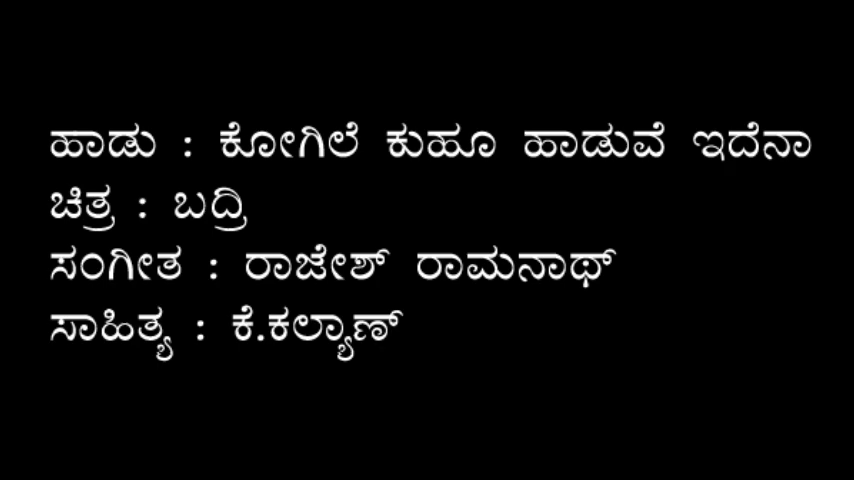 ಹಾಡು : ಕೋಗಿಲೆ ಕುಹೂ ಹಾಡುವೆ ಇದೆನಾ
ಚಿತ್ರ : ಬದ್ರಿ
ಸಂಗೀತ : ರಾಜೇಶ್ ರಾಮನಾಥ್
ಸಾಹಿತ್ಯ : ಕೆ.ಕಲ್ಯಾಣ್